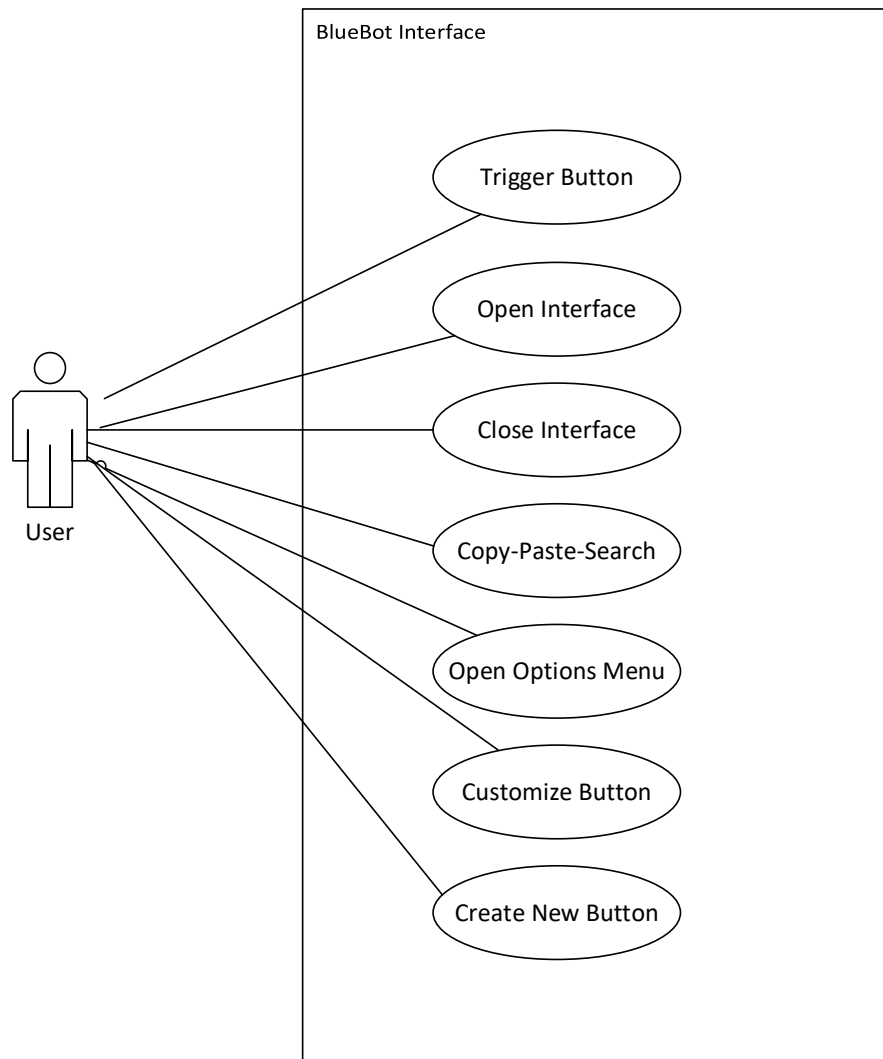 BlueBot Interface
Trigger Button
Open Interface
Close Interface
Copy-Paste-Search
User
Open Options Menu
Customize Button
Create New Button